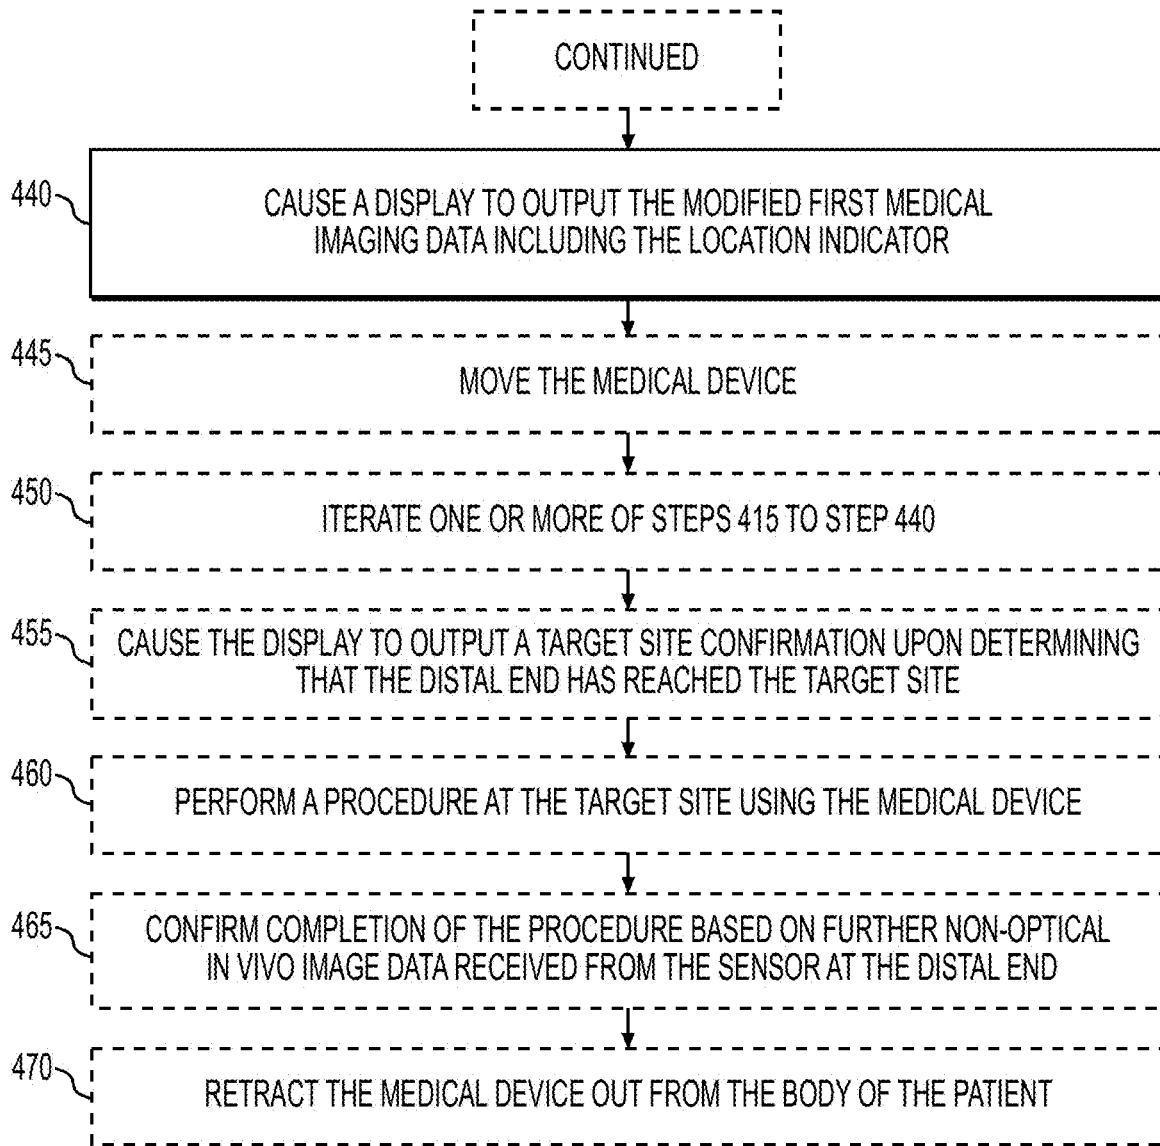 CONTINUED
440
CAUSE A DISPLAY TO OUTPUT THE MODIFIED FIRST MEDICAL
IMAGING DATA INCLUDING THE LOCATION INDICATOR
445
MOVE THE MEDICAL DEVICE
450
ITERATE ONE OR MORE OF STEPS 415 TO STEP 440
455
CAUSE THE DISPLAY TO OUTPUT A TARGET SITE CONFIRMATION UPON DETERMINING
THAT THE DISTAL END HAS REACHED THE TARGET SITE
460
PERFORM A PROCEDURE AT THE TARGET SITE USING THE MEDICAL DEVICE
465
CONFIRM COMPLETION OF THE PROCEDURE BASED ON FURTHER NON-OPTICAL
IN VIVO IMAGE DATA RECEIVED FROM THE SENSOR AT THE DISTAL END
470
RETRACT THE MEDICAL DEVICE OUT FROM THE BODY OF THE PATIENT